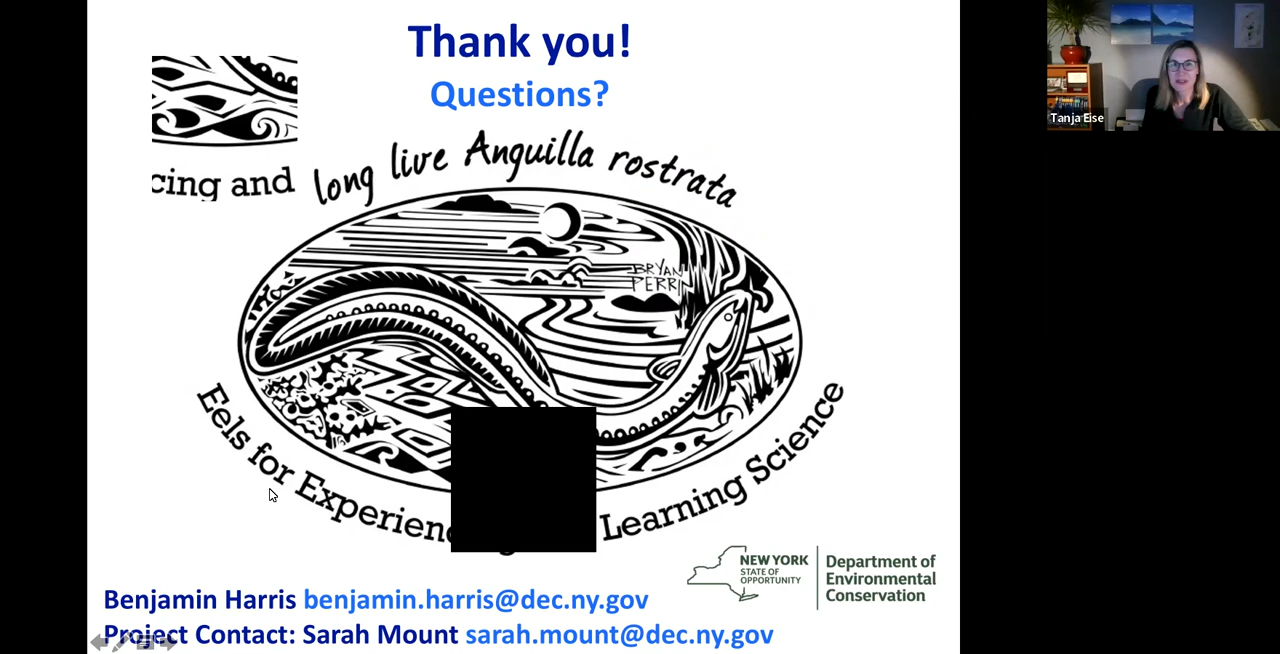 Thank you!
Questions?
cing and
long live Anguilla rostrata
BRYAN
PERRIN
Eels for Experien
Learning Science
NEW YORK
STATE OF
OPPORTUNITY
Department of
Environmental
Conservation
Benjamin Harris benjamin.harris@dec.ny.gov
Project Contact: Sarah Mount sarah.mount@dec.ny.gov
Tanja Eise